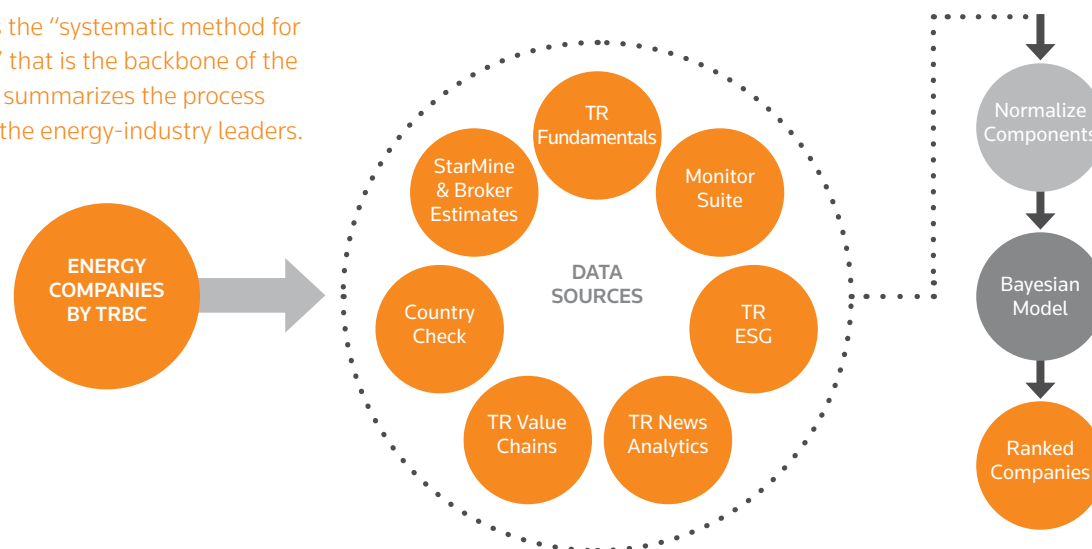 s the “systematic method for
” that is the backbone of the
summarizes the process
the energy-industry leaders.
ENERGY
COMPANIES
BY TRBC
TR
Fundamentals
Monitor
Suite
TR
ESG
TR News
Analytics
TR Value
Chains
Country
Check
StarMine
& Broker
Estimates
DATA
SOURCES
Normalize
Components
Bayesian
Model
Ranked
Companies